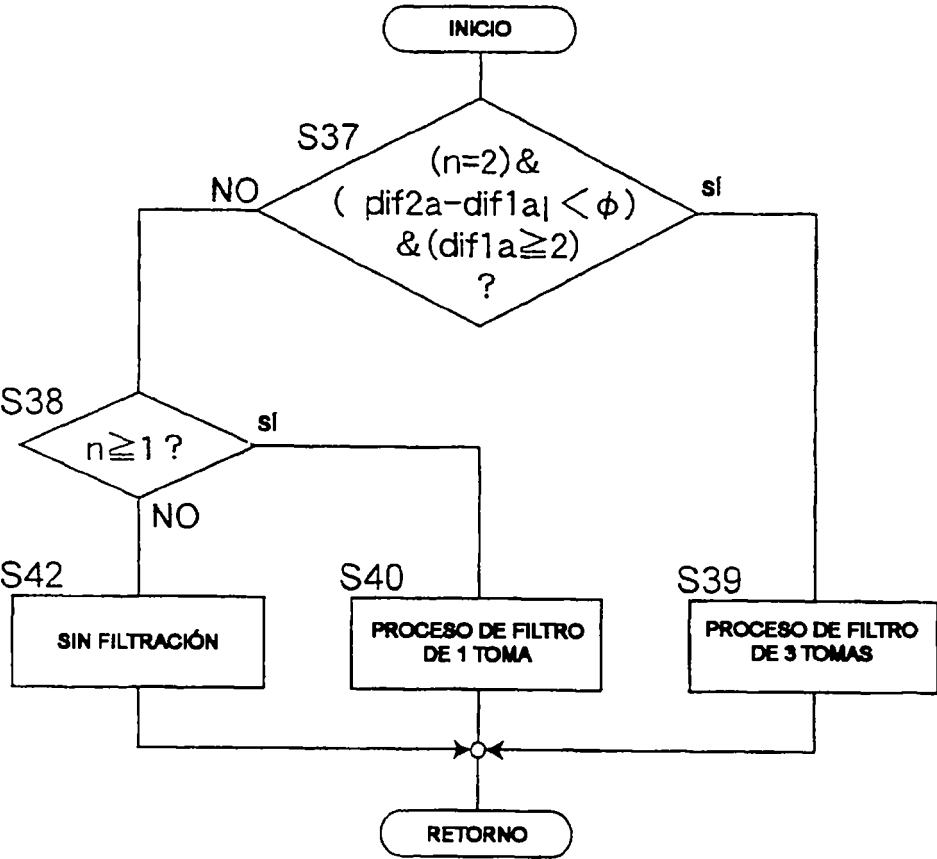 INICIO
S37
(n=2)&
( dif2a-dif1a| <ϕ)
&(dif1a≧2)
?
NO
sí
S38
n≧1?
sí
NO
S42
SIN FILTRACIÓN
S40
PROCESO DE FILTRO
DE 1 TOMA
S39
PROCESO DE FILTRO
DE 3 TOMAS
RETORNO